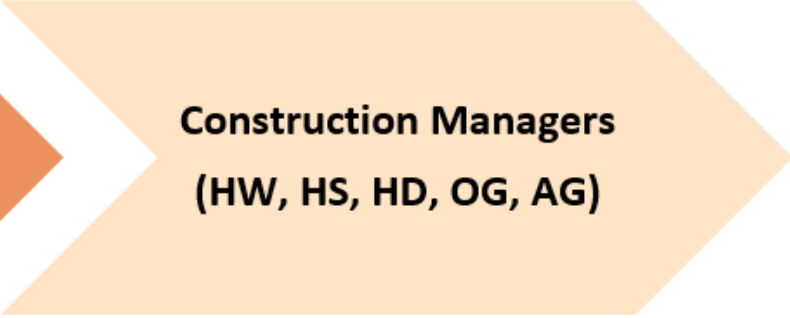 Construction Managers
(HW, HS, HD, OG, AG)